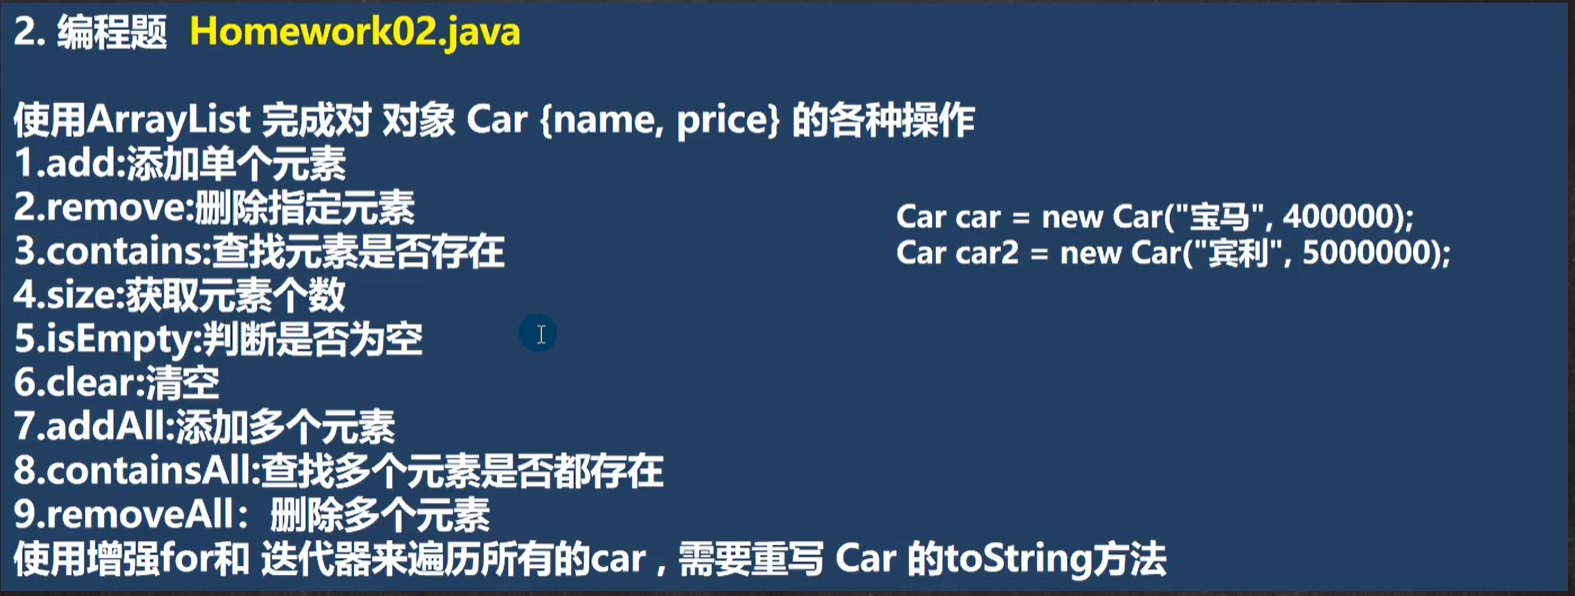 2. 编程题 Homework02.java
使用ArrayList 完成对 对象 Car {name, price} 的各种操作
1.add:添加单个元素
2.remove:删除指定元素
3.contains:查找元素是否存在
4.size:获取元素个数
5.isEmpty:判断是否为空
6.clear:清空
7.addAll:添加多个元素
8.containsAll:查找多个元素是否都存在
9.removeAll：删除多个元素
使用增强for和 迭代器来遍历所有的car , 需要重写 Car 的toString方法
Car car = new Car("宝马", 400000);
Car car2 = new Car("宾利", 5000000);